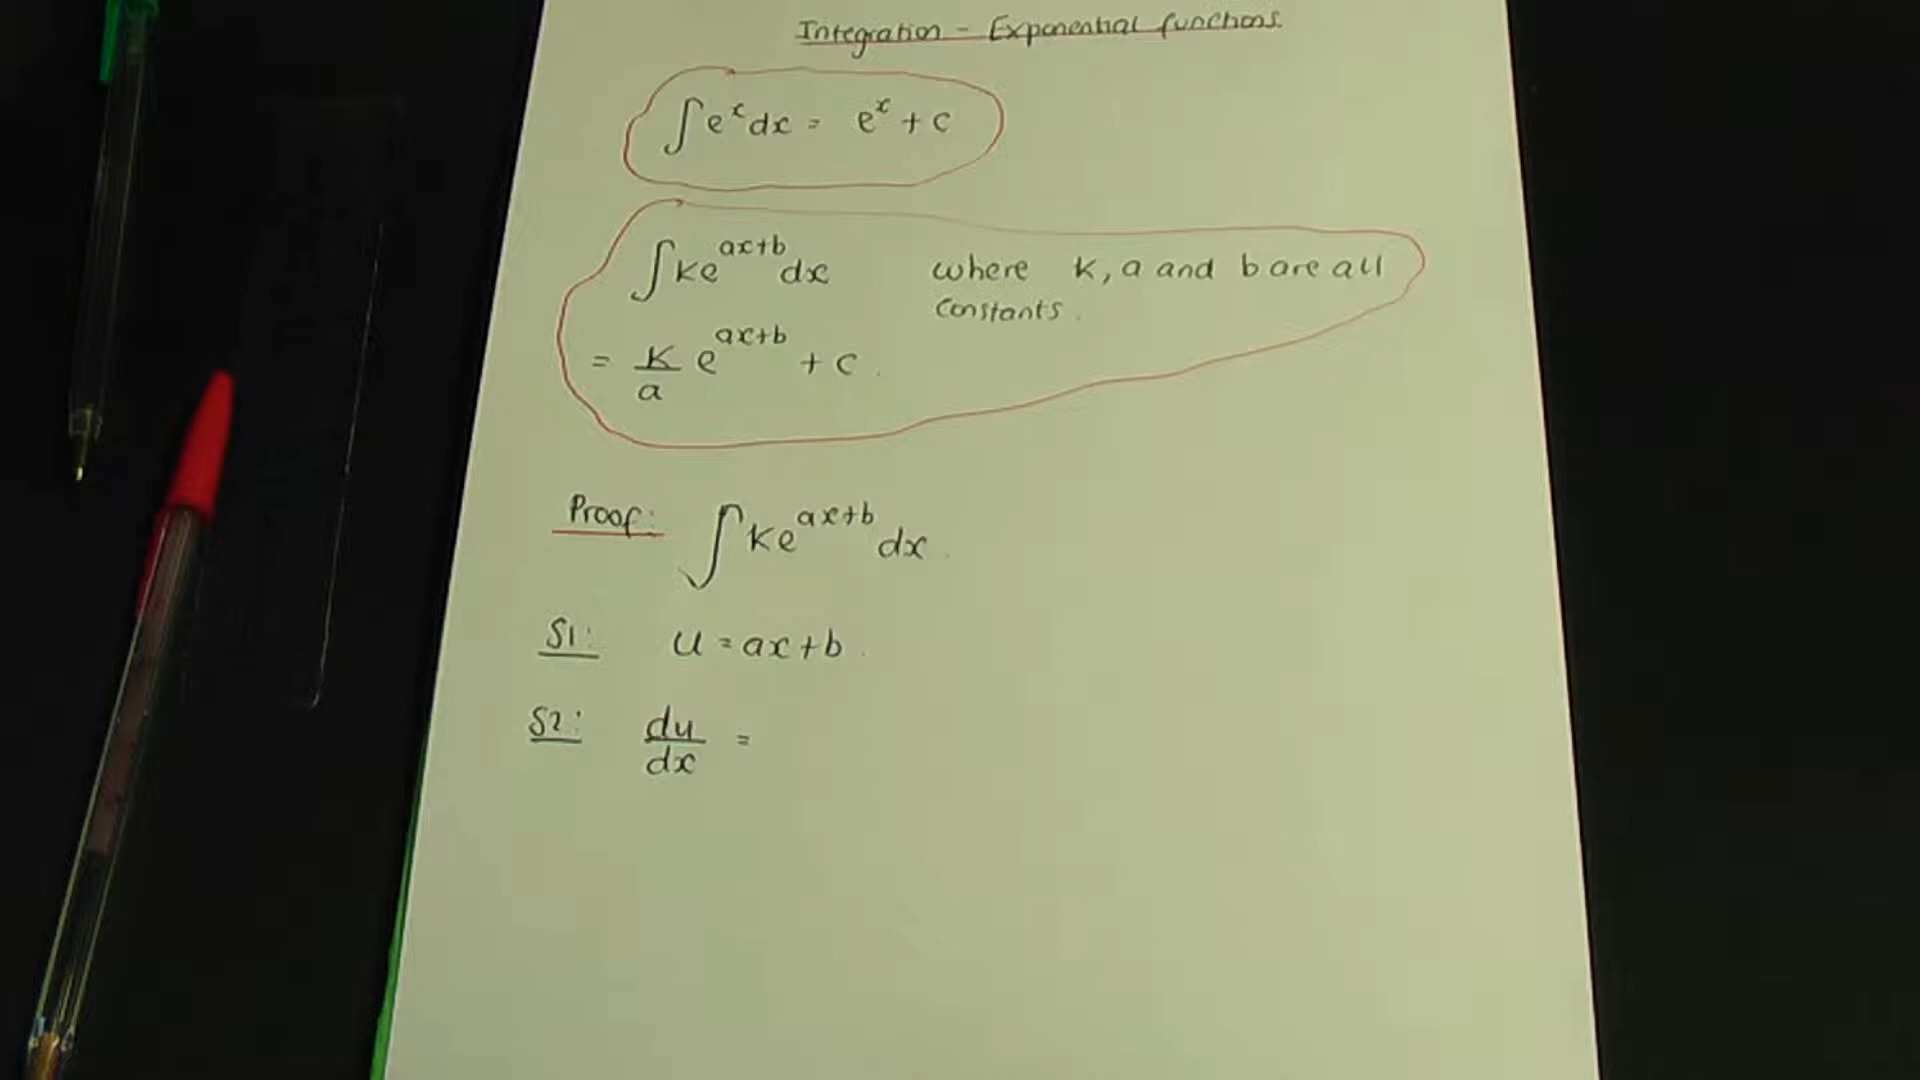 Integration - Exponential functions.
∫e^x dx = e^x + c
∫ke^(ax+b) dx where k, a and b are all
constants.
= k/a e^(ax+b) + c.
Proof: ∫ke^(ax+b) dx.
S1: u = ax+b.
S2: du/dx =